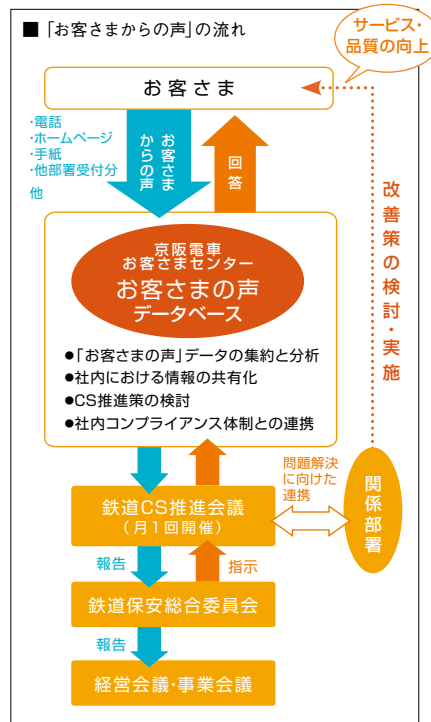 ■「お客さまからの声」の流れ
サービス・
品質の向上
お客さま
・電話
・ホームページ
・手紙
・他部署受付分
他
お客さま
からの声
回答
京阪電車
お客さまセンター
お客さまの声
データベース
●「お客さまの声」データの集約と分析
●社内における情報の共有化
●CS推進策の検討
●社内コンプライアンス体制との連携
改善策の検討・実施
問題解決
に向けた
連携
関係部署
鉄道CS推進会議
(月1回開催)
報告
指示
鉄道保安総合委員会
報告
経営会議・事業会議